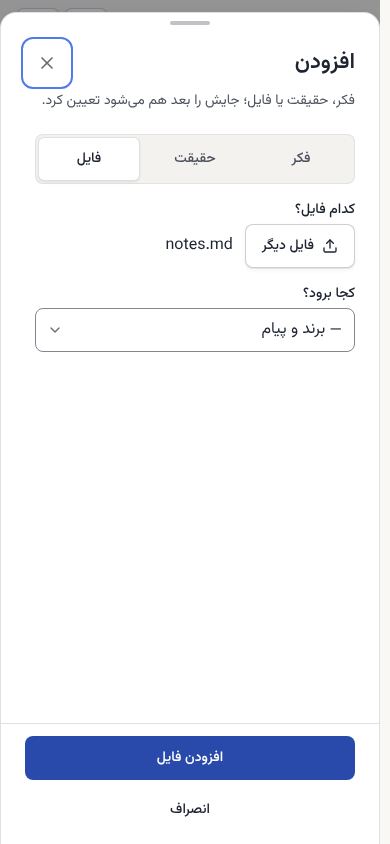 افزودن
فکر، حقیقت یا فایل؛ جایش را بعد هم می‌شود تعیین کرد.
فکر
حقیقت
فایل
کدام فایل؟
فایل دیگر
notes.md
کجا برود؟
— برند و پیام
افزودن فایل
انصراف